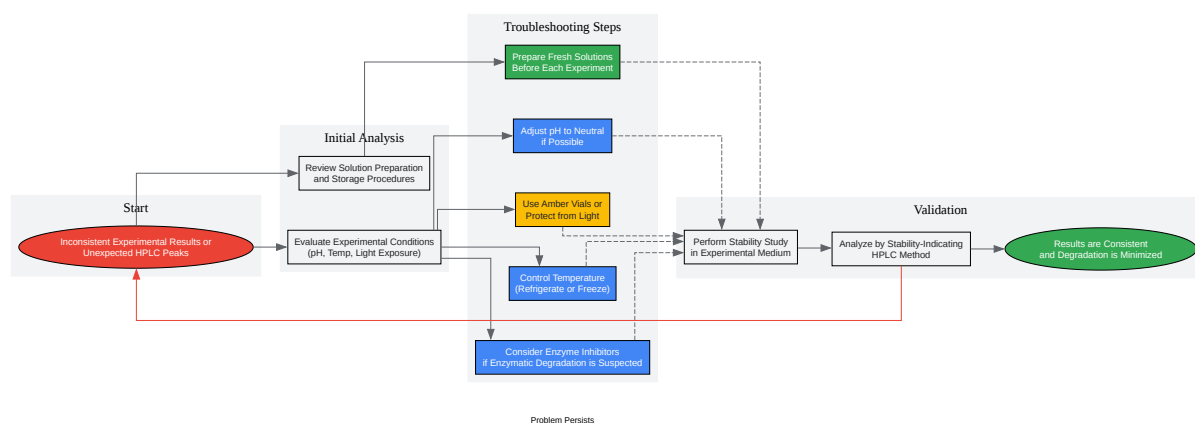 Troubleshooting Steps
Prepare Fresh Solutions
Before Each Experiment
Adjust pH to Neutral
if Possible
Initial Analysis
Review Solution Preparation
and Storage Procedures
Use Amber Vials or
Protect from Light
Start
Inconsistent Experimental Results or
Unexpected HPLC Peaks
Evaluate Experimental Conditions
(pH, Temp, Light Exposure)
Control Temperature
(Refrigerate or Freeze)
Consider Enzyme Inhibitors
if Enzymatic Degradation is Suspected
Validation
Perform Stability Study
in Experimental Medium
Analyze by Stability-Indicating
HPLC Method
Results are Consistent
and Degradation is Minimized
Problem Persists